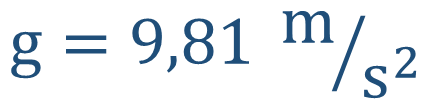 g = 9,81 m/s²